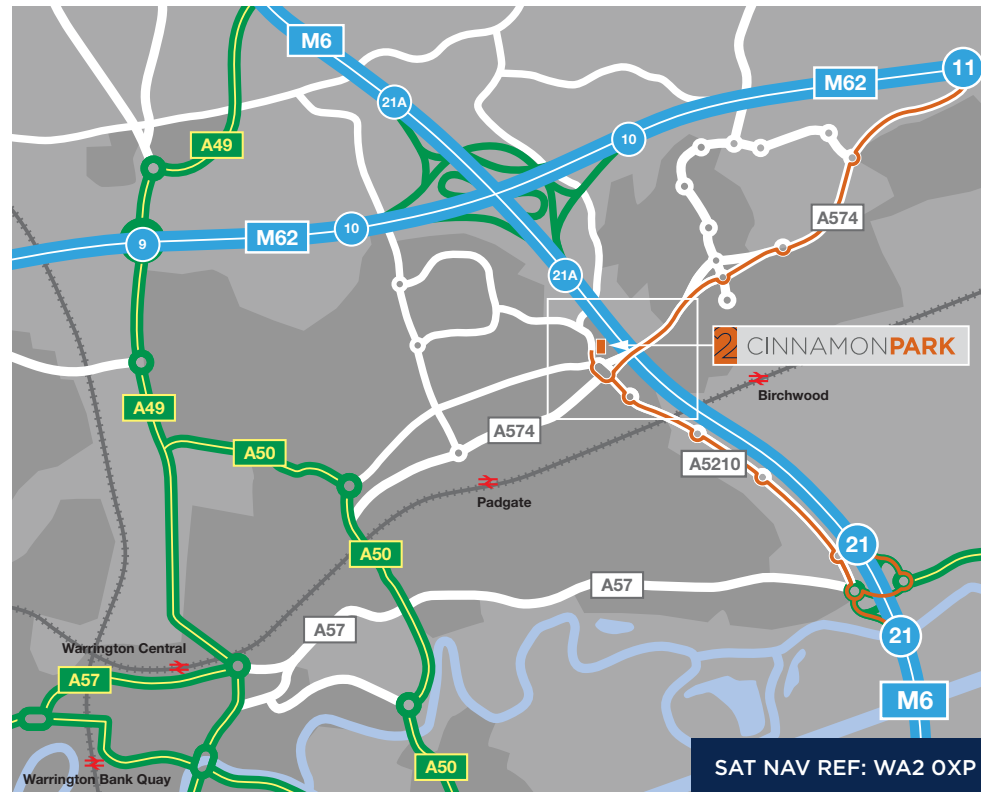 M6
11
M62
21A
10
A49
A574
M62
10
9
21A
2 CINNAMONPARK
Birchwood
A49
A574
A50
A5210
Padgate
21
A50
A57
A57
21
Warrington Central
A57
M6
A50
SAT NAV REF: WA2 0XP
Warrington Bank Quay